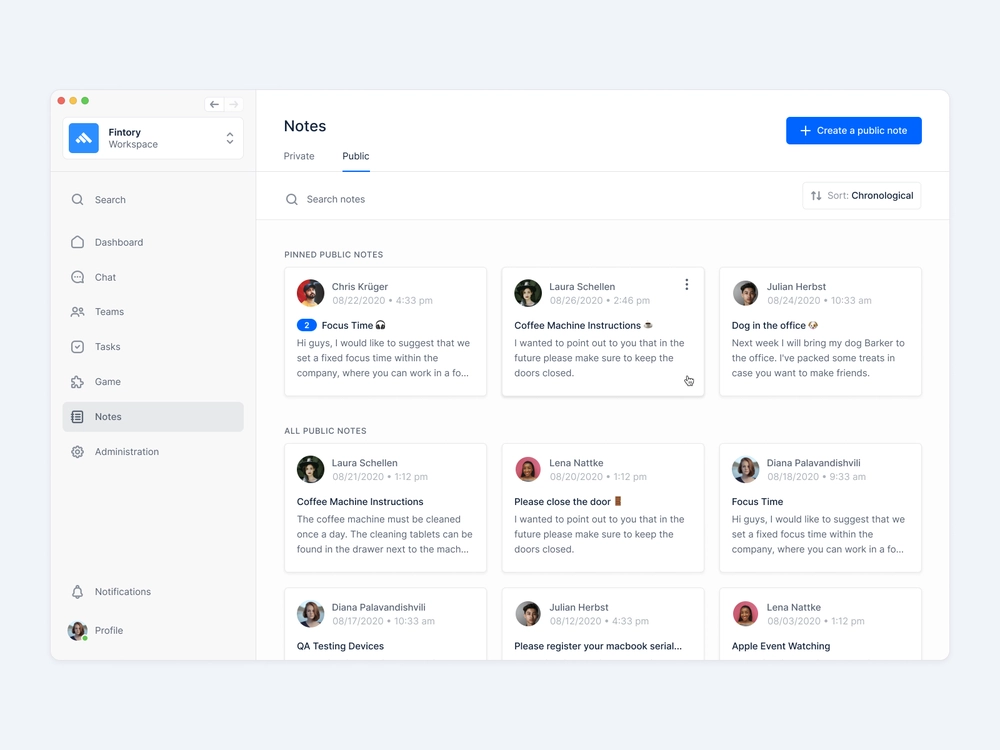 Fintory
Workspace
Search
Dashboard
Chat
Teams
Tasks
Game
Notes
Administration
Notifications
Profile
Notes
Create a public note
Private
Public
Search notes
Sort: Chronological
PINNED PUBLIC NOTES
Chris Krüger
08/22/2020 • 4:33 pm
2 Focus Time 🎧
Hi guys, I would like to suggest that we
set a fixed focus time within the
company, where you can work in a fo...
Laura Schellen
08/26/2020 • 2:46 pm
Coffee Machine Instructions ☕
I wanted to point out to you that in the
future please make sure to keep the
doors closed.
Julian Herbst
08/24/2020 • 10:33 am
Dog in the office 🐶
Next week I will bring my dog Barker to
the office. I've packed some treats in
case you want to make friends.
ALL PUBLIC NOTES
Laura Schellen
08/21/2020 • 1:12 pm
Coffee Machine Instructions
The coffee machine must be cleaned
once a day. The cleaning tablets can be
found in the drawer next to the mach...
Lena Nattke
08/20/2020 • 1:12 pm
Please close the door 🚪
I wanted to point out to you that in the
future please make sure to keep the
doors closed.
Diana Palavandishvili
08/18/2020 • 9:33 am
Focus Time
Hi guys, I would like to suggest that we
set a fixed focus time within the
company, where you can work in a fo...
Diana Palavandishvili
08/17/2020 • 10:33 am
QA Testing Devices
Julian Herbst
08/12/2020 • 4:33 pm
Please register your macbook serial...
Lena Nattke
08/03/2020 • 1:12 pm
Apple Event Watching